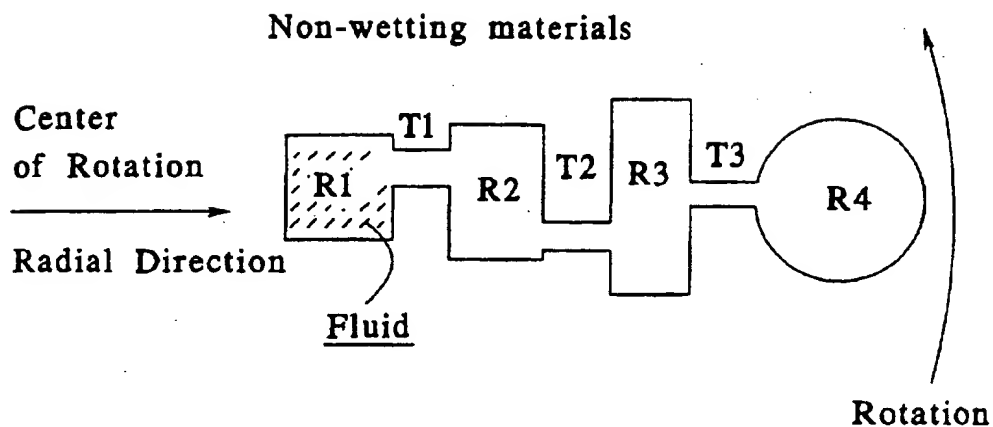 Non-wetting materials
Center
of Rotation
Radial Direction
T1
T2
T3
R1
R2
R3
R4
Fluid
Rotation